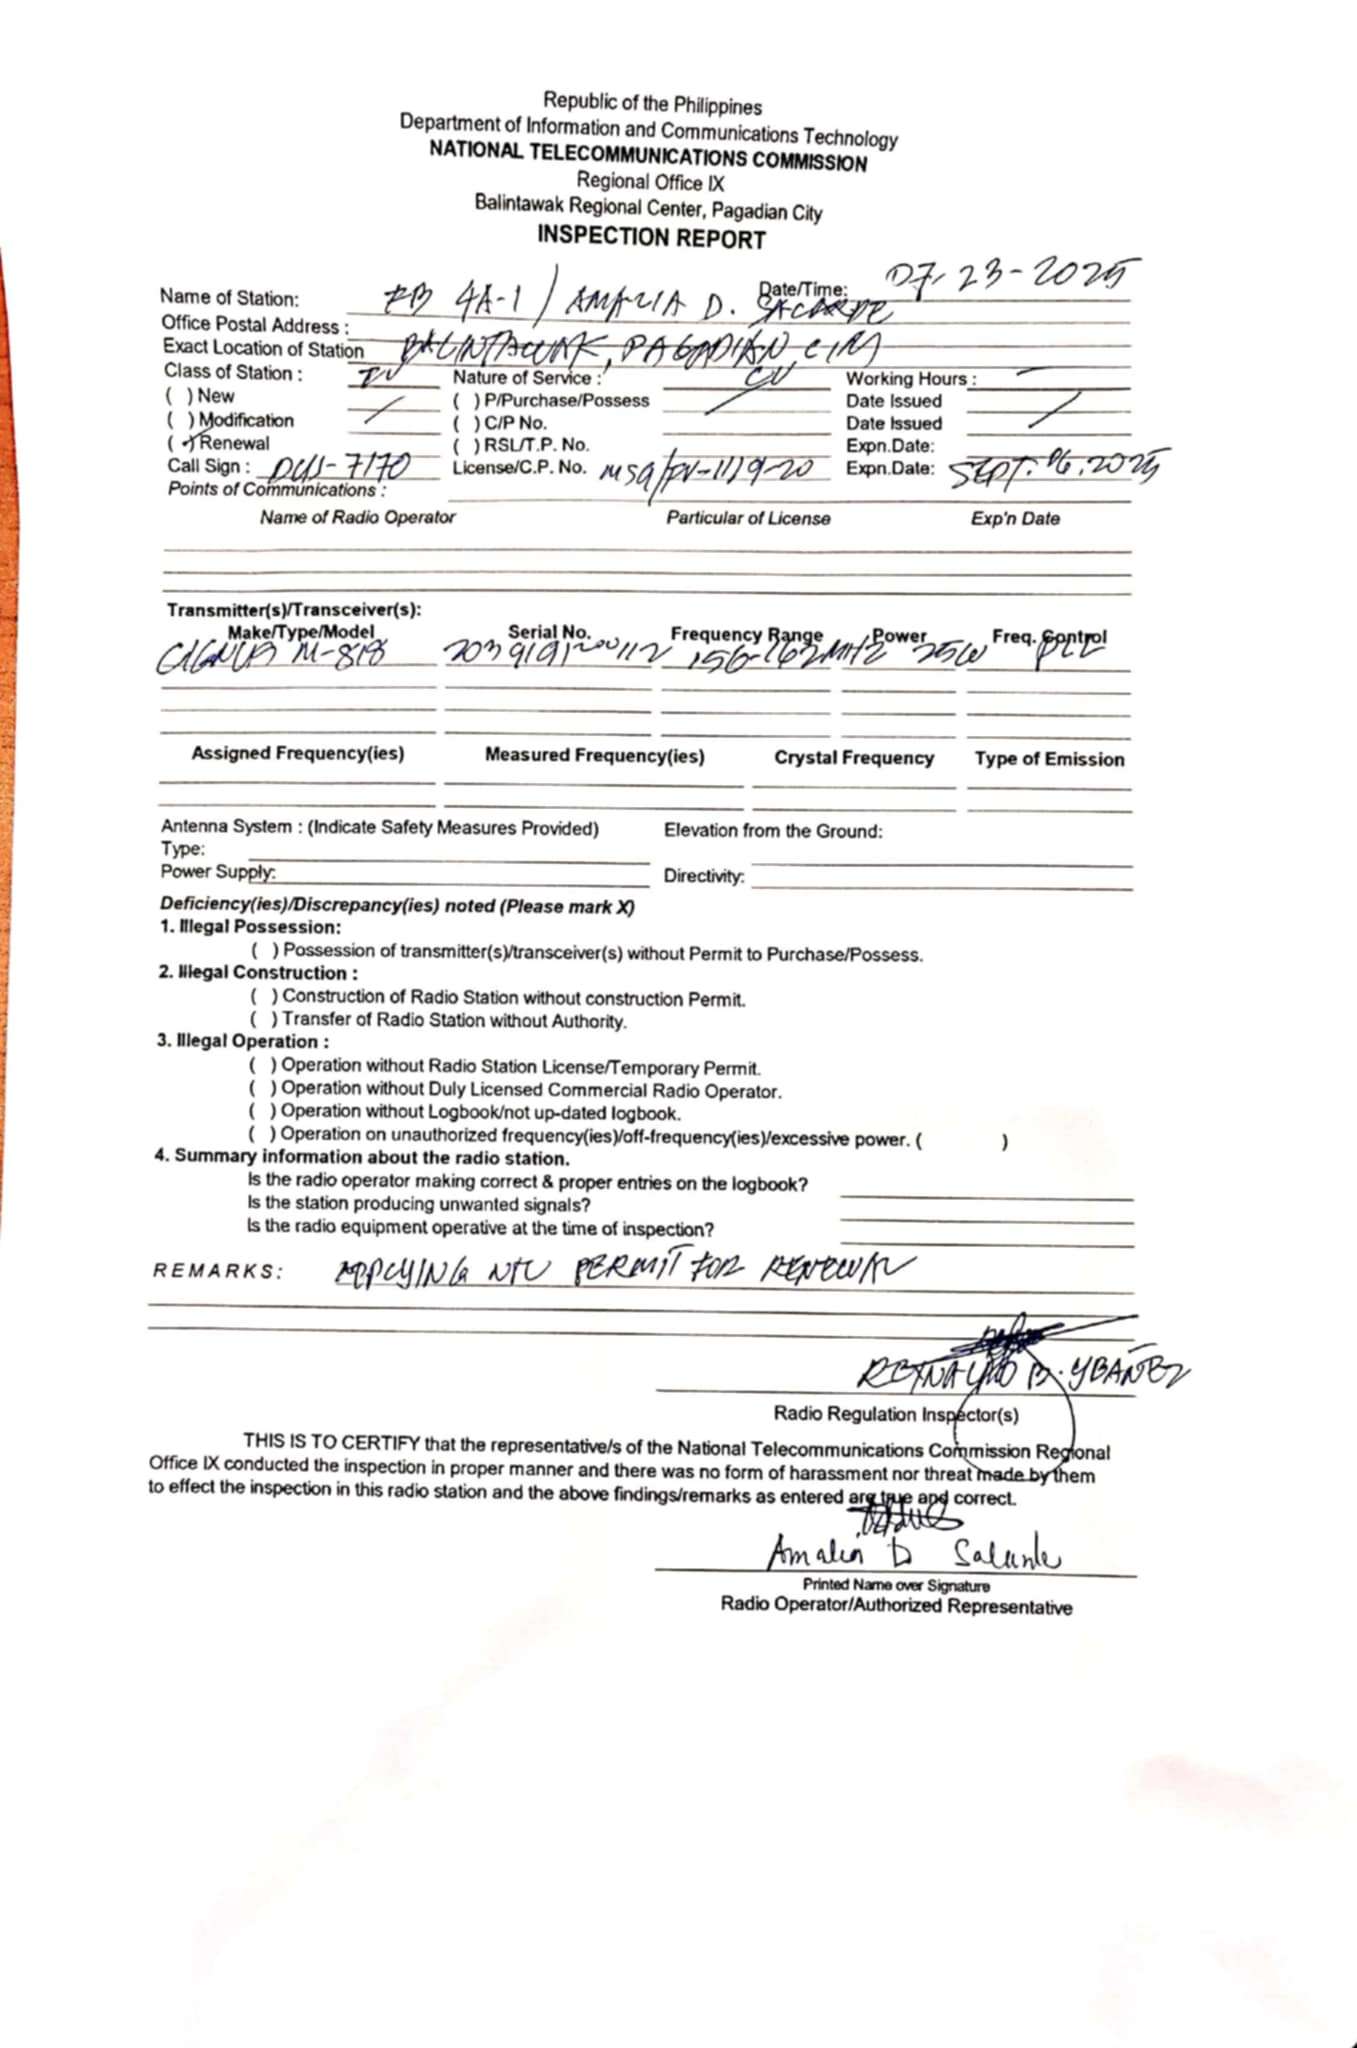 Republic of the Philippines
Department of Information and Communications Technology
NATIONAL TELECOMMUNICATIONS COMMISSION
Regional Office IX
Balintawak Regional Center, Pagadian City
INSPECTION REPORT
Name of Station: FB 4A-1 / AMALIA D. Date/Time: 07-23-2025
Office Postal Address :
Exact Location of Station BALINTAWAK, PAGADIAN CITY
Class of Station : Nature of Service : CV Working Hours : —
( ) New / ( ) P/Purchase/Possess / Date Issued /
( ) Modification ( ) C/P No. Date Issued
( ✓) Renewal ( ) RSL/T.P. No. Expn.Date:
Call Sign : -7170 License/C.P. No. Expn.Date: SEPT. 06, 2025
Points of Communications :
Name of Radio Operator Particular of License Exp'n Date
Transmitter(s)/Transceiver(s):
Make/Type/Model Serial No. Frequency Range Power Freq. Control
CIGNUS M-818 2039191200112 156-162MHZ 25W PLL
Assigned Frequency(ies) Measured Frequency(ies) Crystal Frequency Type of Emission
Antenna System : (Indicate Safety Measures Provided) Elevation from the Ground:
Type:
Power Supply: Directivity:
Deficiency(ies)/Discrepancy(ies) noted (Please mark X)
1. Illegal Possession:
( ) Possession of transmitter(s)/transceiver(s) without Permit to Purchase/Possess.
2. Illegal Construction :
( ) Construction of Radio Station without construction Permit.
( ) Transfer of Radio Station without Authority.
3. Illegal Operation :
( ) Operation without Radio Station License/Temporary Permit.
( ) Operation without Duly Licensed Commercial Radio Operator.
( ) Operation without Logbook/not up-dated logbook.
( ) Operation on unauthorized frequency(ies)/off-frequency(ies)/excessive power. ( )
4. Summary information about the radio station.
Is the radio operator making correct & proper entries on the logbook?
Is the station producing unwanted signals?
Is the radio equipment operative at the time of inspection?
REMARKS: APPLYING NTC PERMIT FOR RENEWAL
REYNALDO B. YBAÑEZ
Radio Regulation Inspector(s)
THIS IS TO CERTIFY that the representative/s of the National Telecommunications Commission Regional
Office IX conducted the inspection in proper manner and there was no form of harassment nor threat made by them
to effect the inspection in this radio station and the above findings/remarks as entered are true and correct.
Amalia D
Printed Name over Signature
Radio Operator/Authorized Representative